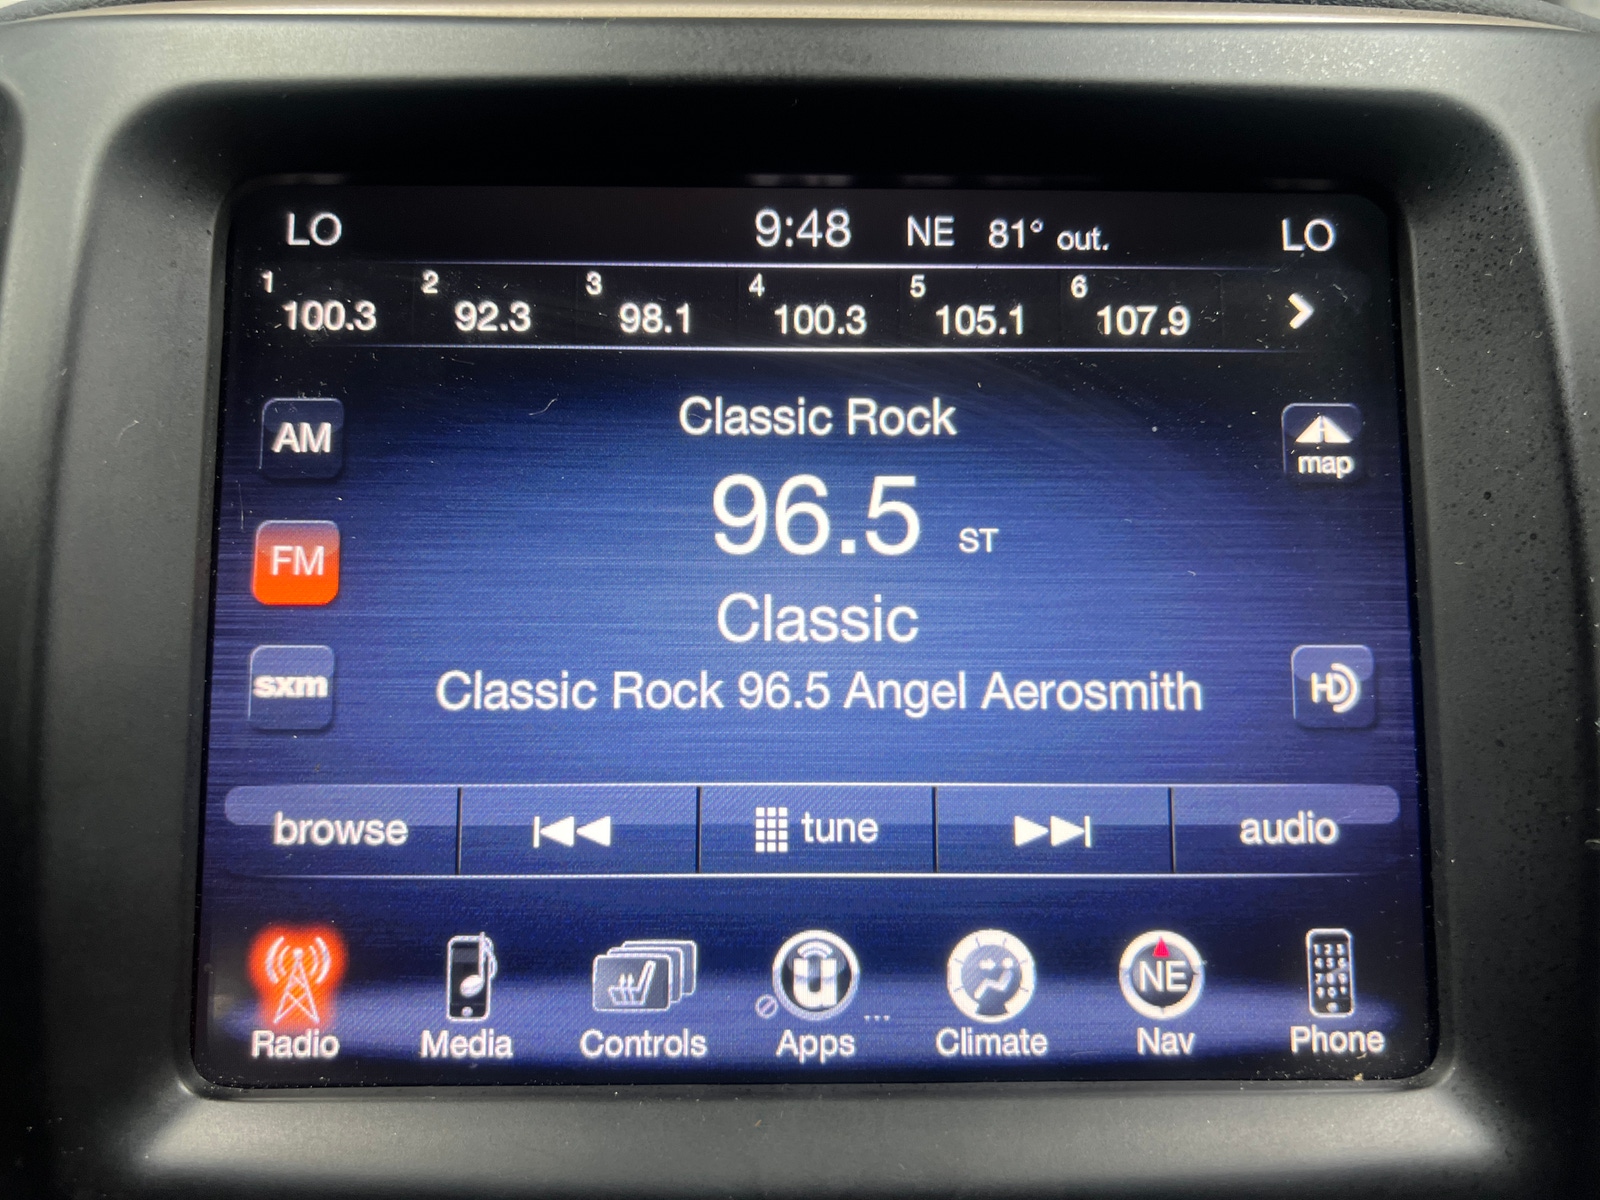 LO 9:48 NE 81° out. LO
1 2 3 4 5 6
100.3 92.3 98.1 100.3 105.1 107.9
Classic Rock
AM
map
96.5 ST
FM
Classic
sxm
Classic Rock 96.5 Angel Aerosmith
HD
browse tune audio
NE
Radio Media Controls Apps ... Climate Nav Phone